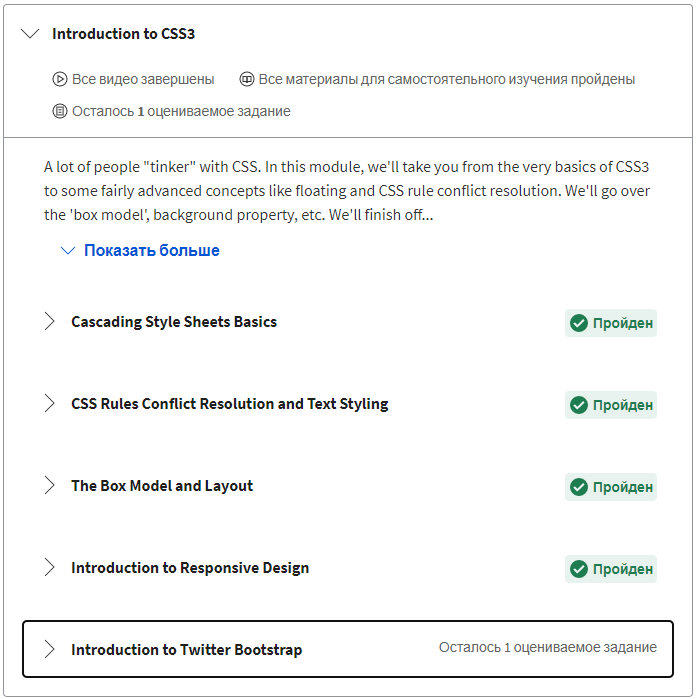 Introduction to CSS3
Все видео завершены Все материалы для самостоятельного изучения пройдены
Осталось 1 оцениваемое задание
A lot of people "tinker" with CSS. In this module, we'll take you from the very basics of CSS3
to some fairly advanced concepts like floating and CSS rule conflict resolution. We'll go over
the 'box model', background property, etc. We'll finish off...
Показать больше
Cascading Style Sheets Basics Пройден
CSS Rules Conflict Resolution and Text Styling Пройден
The Box Model and Layout Пройден
Introduction to Responsive Design Пройден
Introduction to Twitter Bootstrap Осталось 1 оцениваемое задание